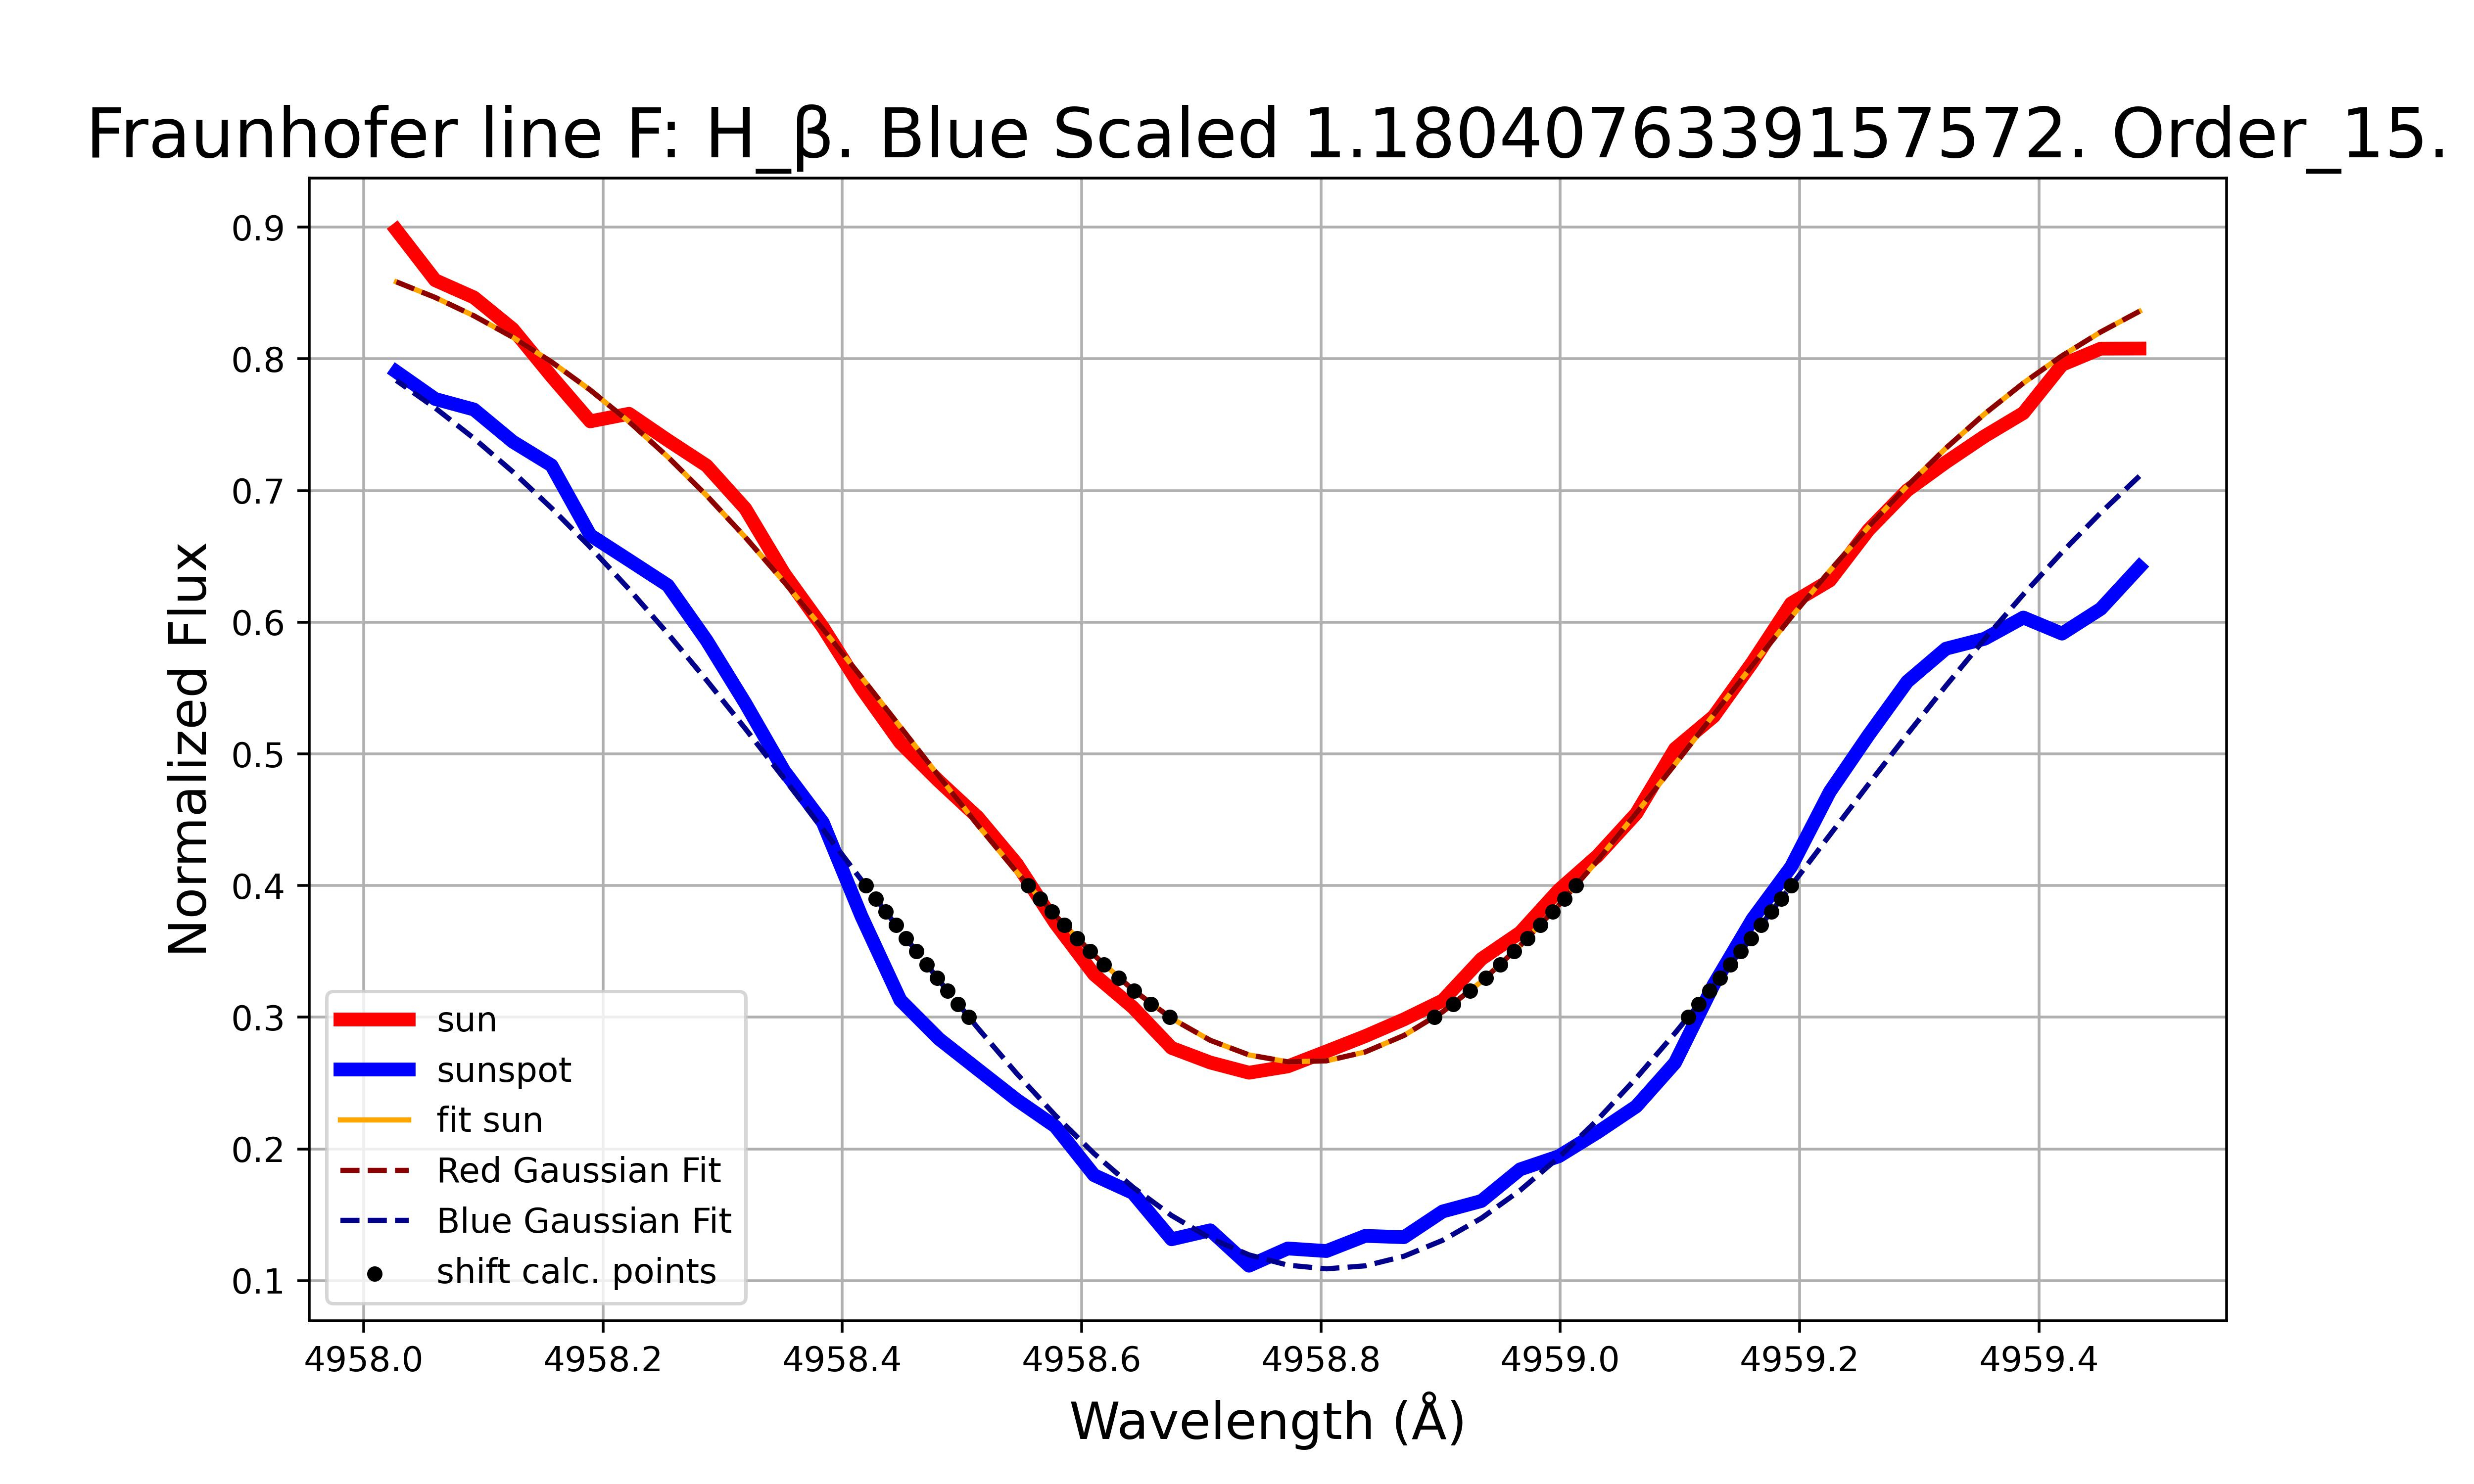 Fraunhofer line F: H_β. Blue Scaled 1.1804076339157572. Order_15.
Normalized Flux
0.9
0.8
0.7
0.6
0.5
0.4
0.3
0.2
0.1
sun
sunspot
fit sun
Red Gaussian Fit
Blue Gaussian Fit
shift calc. points
4958.0 4958.2 4958.4 4958.6 4958.8 4959.0 4959.2 4959.4
Wavelength (Å)